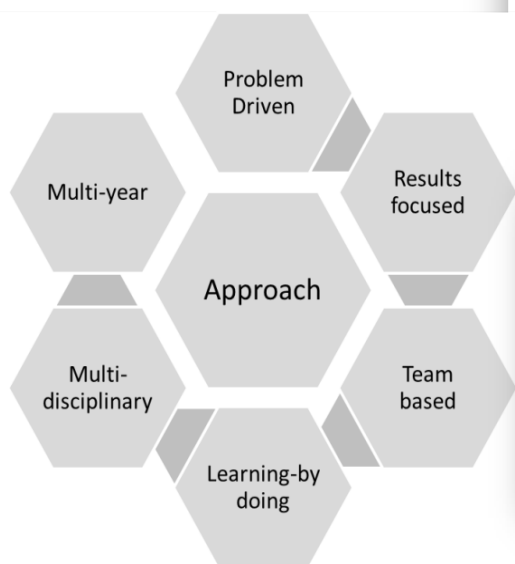 Problem
Driven
Results
focused
Team
based
Learning-by
doing
Multi-
disciplinary
Multi-year
Approach